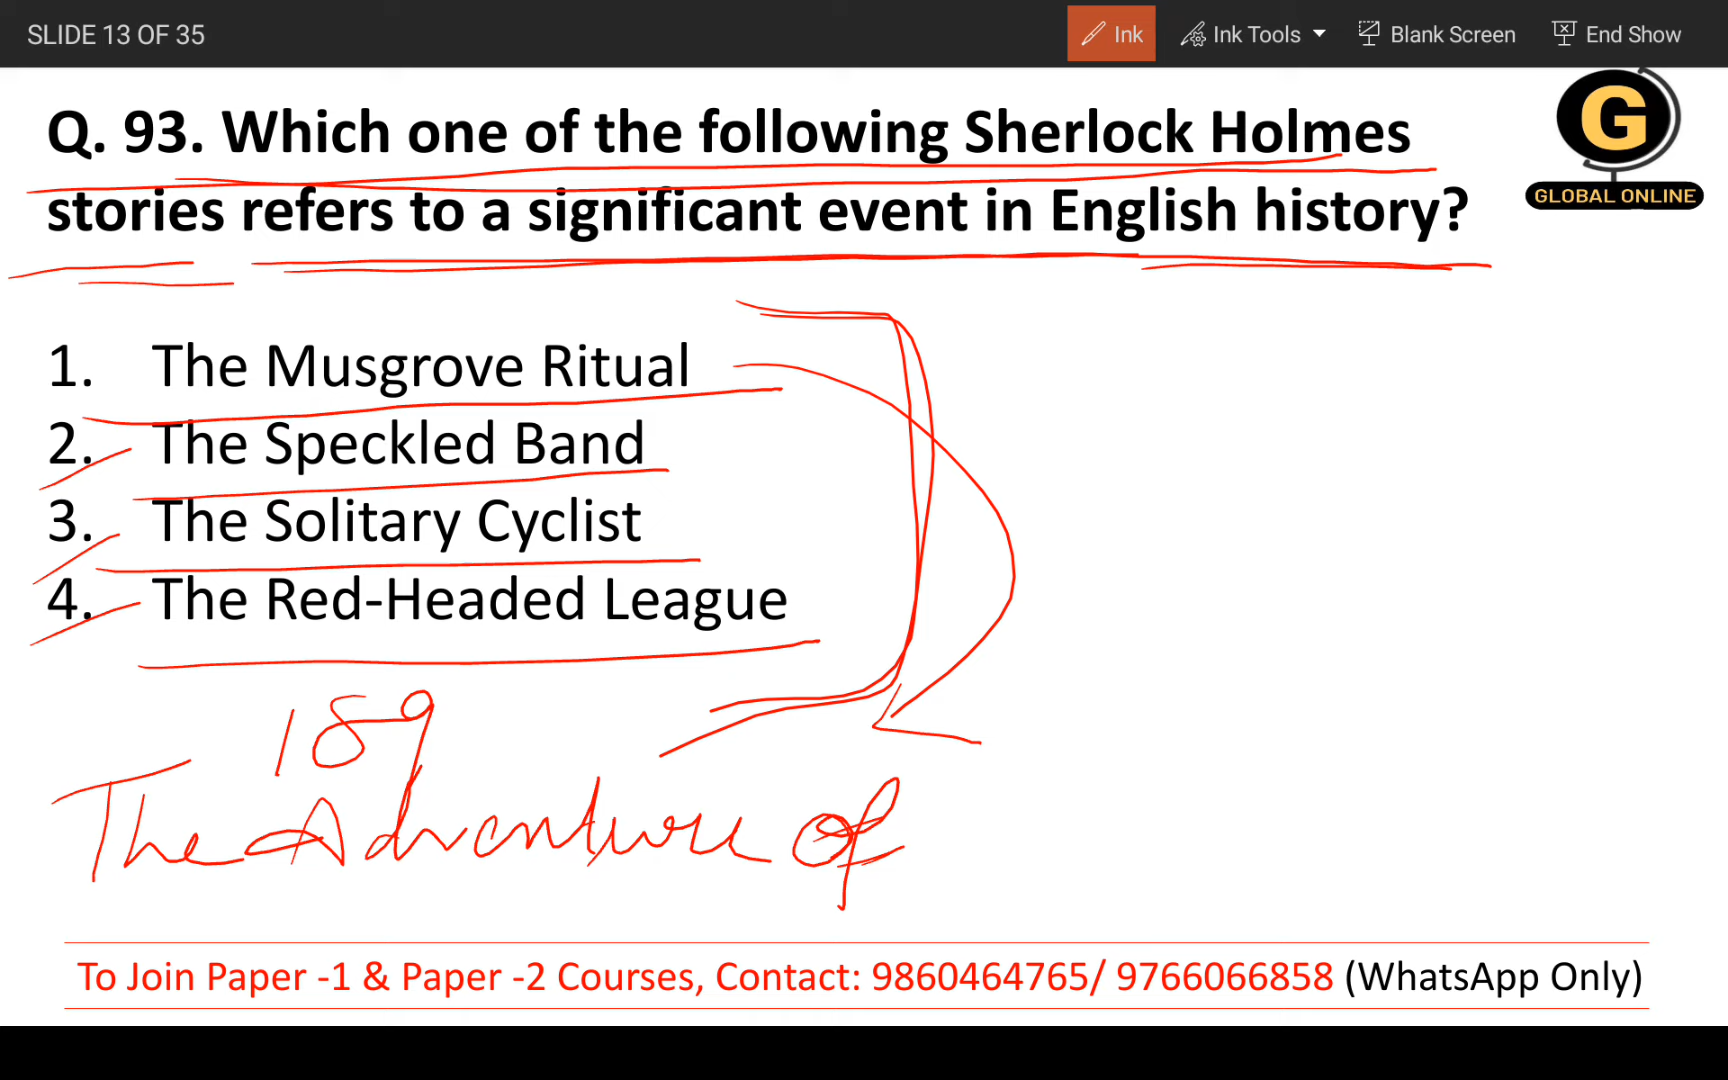 SLIDE 13 OF 35 Ink Ink Tools Blank Screen End Show
Q. 93. Which one of the following Sherlock Holmes
stories refers to a significant event in English history?
G
GLOBAL ONLINE
1. The Musgrove Ritual
2. The Speckled Band
3. The Solitary Cyclist
4. The Red-Headed League
189
The Adventure of
To Join Paper -1 & Paper -2 Courses, Contact: 9860464765/ 9766066858 (WhatsApp Only)